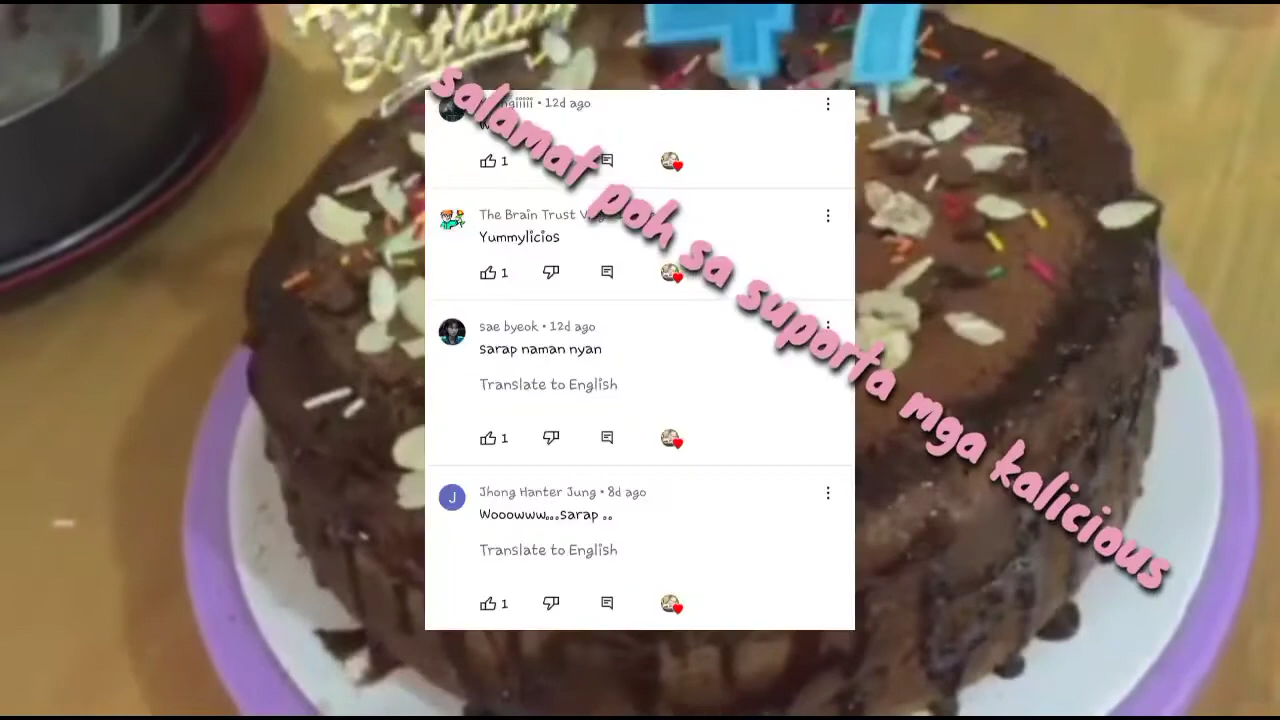 Birthday
salamat poh sa suporta mga kalicious
• 12d ago
1
The Brain Trust
Yummylicios
1
sae byeok • 12d ago
sarap naman nyan
Translate to English
1
J
Jhong Hanter Jung • 8d ago
Wooowww...sarap ..
Translate to English
1